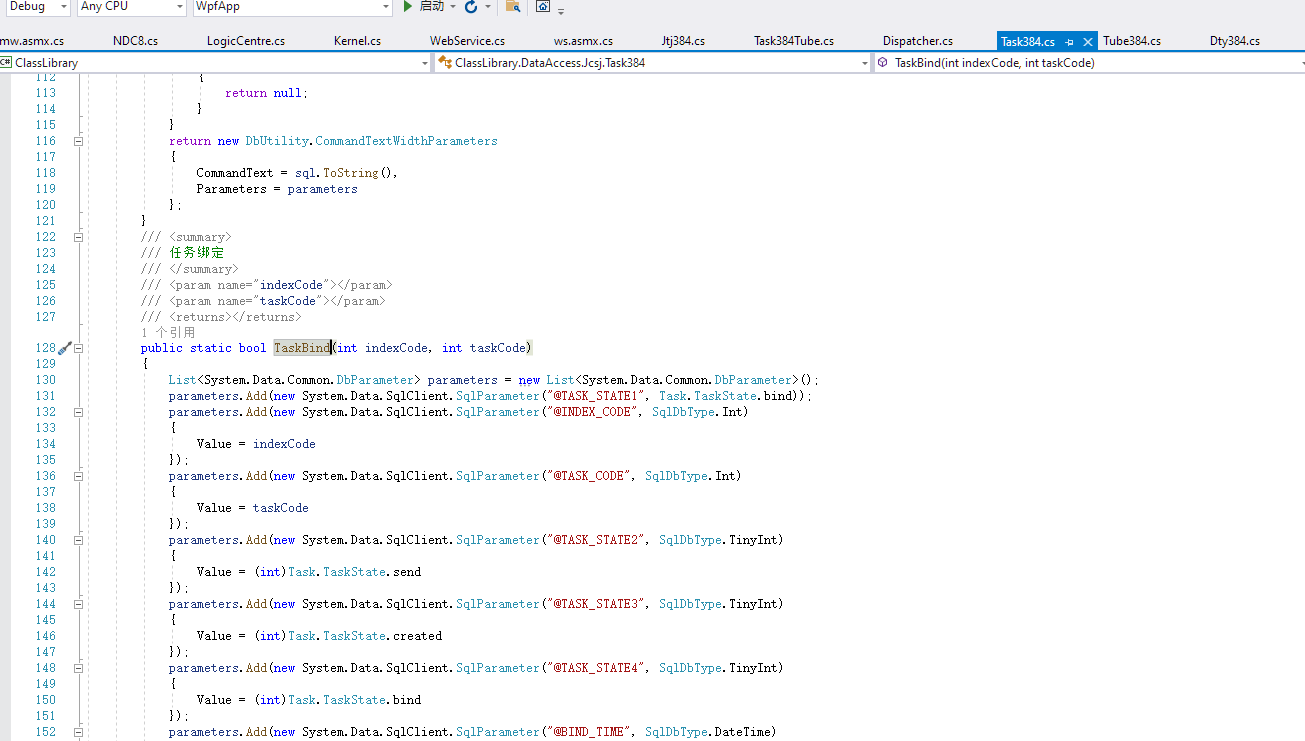 Debug Any CPU WpfApp 启动
mw.asmx.cs NDC8.cs LogicCentre.cs Kernel.cs WebService.cs ws.asmx.cs Jtj384.cs Task384Tube.cs Dispatcher.cs Task384.cs Tube384.cs Dty384.cs
C# ClassLibrary ClassLibrary.DataAccess.Jcsj.Task384 TaskBind(int indexCode, int taskCode)
112 {
113 return null;
114 }
115 }
116 return new DbUtility.CommandTextWidthParameters
117 {
118 CommandText = sql.ToString(),
119 Parameters = parameters
120 };
121 }
122 /// <summary>
123 /// 任务绑定
124 /// </summary>
125 /// <param name="indexCode"></param>
126 /// <param name="taskCode"></param>
127 /// <returns></returns>
1 个引用
128 public static bool TaskBind(int indexCode, int taskCode)
129 {
130 List<System.Data.Common.DbParameter> parameters = new List<System.Data.Common.DbParameter>();
131 parameters.Add(new System.Data.SqlClient.SqlParameter("@TASK_STATE1", Task.TaskState.bind));
132 parameters.Add(new System.Data.SqlClient.SqlParameter("@INDEX_CODE", SqlDbType.Int)
133 {
134 Value = indexCode
135 });
136 parameters.Add(new System.Data.SqlClient.SqlParameter("@TASK_CODE", SqlDbType.Int)
137 {
138 Value = taskCode
139 });
140 parameters.Add(new System.Data.SqlClient.SqlParameter("@TASK_STATE2", SqlDbType.TinyInt)
141 {
142 Value = (int)Task.TaskState.send
143 });
144 parameters.Add(new System.Data.SqlClient.SqlParameter("@TASK_STATE3", SqlDbType.TinyInt)
145 {
146 Value = (int)Task.TaskState.created
147 });
148 parameters.Add(new System.Data.SqlClient.SqlParameter("@TASK_STATE4", SqlDbType.TinyInt)
149 {
150 Value = (int)Task.TaskState.bind
151 });
152 parameters.Add(new System.Data.SqlClient.SqlParameter("@BIND_TIME", SqlDbType.DateTime)